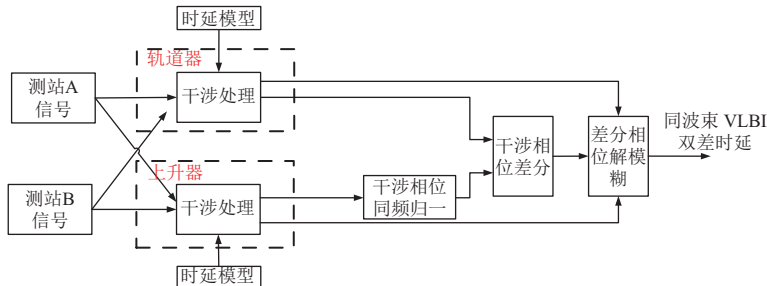 时延模型
轨道器
测站A
信号
干涉处理
干涉相
位差分
差分相
位解模
糊
同波束 VLBI
双差时延
上升器
测站B
信号
干涉处理
干涉相位
同频归一
时延模型